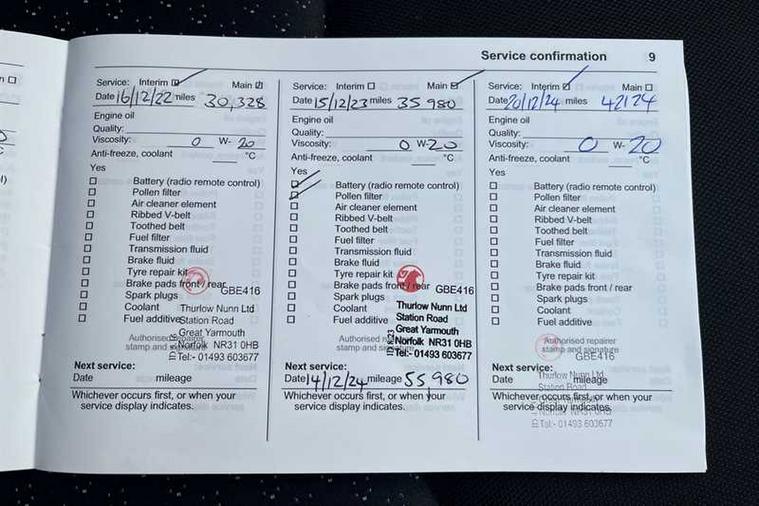 Service confirmation 9
Service: Interim Main
Date 16/12/22 miles 30,328
Engine oil
Quality:
Viscosity: 0 W- 20
Anti-freeze, coolant °C
Yes
Battery (radio remote control)
Pollen filter
Air cleaner element
Ribbed V-belt
Toothed belt
Fuel filter
Transmission fluid
Brake fluid
Tyre repair kit
Brake pads front / rear
GBE416
Spark plugs
Coolant
Thurlow Nunn Ltd
Fuel additive
Station Road
Great Yarmouth
Authorised repairer
Norfolk NR31 0HB
stamp and signature
Tel:- 01493 603677
Next service:
Date mileage
Whichever occurs first, or when your
service display indicates.
Service: Interim Main
Date 15/12/23 miles 35980
Engine oil
Quality:
Viscosity: 0 W-20
Anti-freeze, coolant °C
Yes
Battery (radio remote control)
Pollen filter
Air cleaner element
Ribbed V-belt
Toothed belt
Fuel filter
Transmission fluid
Brake fluid
Tyre repair kit
Brake pads front / rear
GBE416
Spark plugs
Thurlow Nunn Ltd
Coolant
Station Road
Fuel additive
Great Yarmouth
Authorised repairer
Norfolk NR31 0HB
stamp and signature
Tel:- 01493 603677
Next service:
Date 14/12/24 mileage 55980
Whichever occurs first, or when your
service display indicates.
Service: Interim Main
Date 20/12/24 miles 42124
Engine oil
Quality:
Viscosity: 0 W- 20
Anti-freeze, coolant °C
Yes
Battery (radio remote control)
Pollen filter
Air cleaner element
Ribbed V-belt
Toothed belt
Fuel filter
Transmission fluid
Brake fluid
Tyre repair kit
Brake pads front / rear
Spark plugs
Coolant
Fuel additive
Authorised repairer
stamp and signature
GBE416
Next service:
Thurlow Nunn Ltd
Date mileage
Station Road
Whichever occurs first, or when your
service display indicates.
Norfolk NR31 0HB
Tel:- 01493 603677